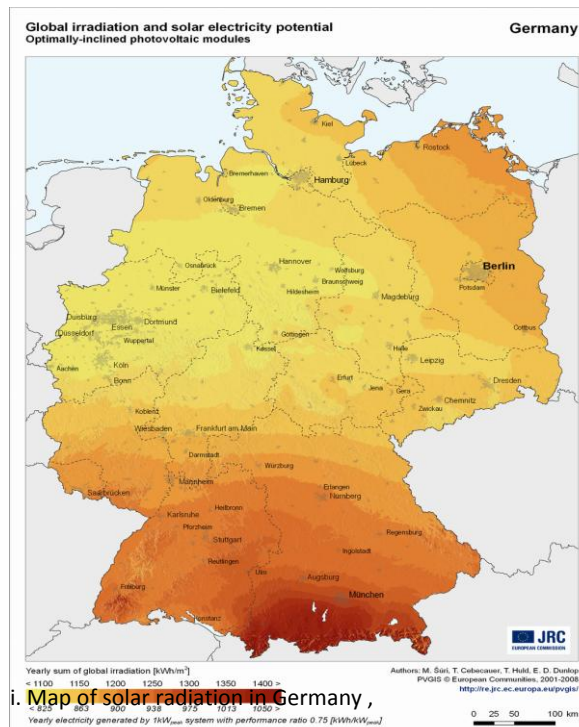 Global irradiation and solar electricity potential
Germany
Optimally-inclined photovoltaic modules
Kiel
Rostock
Lübeck
Bremerhaven
Hamburg
Oldenburg
Bremen
Berlin
Hannover
Wolfsburg
Osnabrück
Braunschweig
Potsdam
Münster
Bielefeld
Hildesheim
Magdeburg
Cottbus
Duisburg
Essen
Dortmund
Göttingen
Düsseldorf
Wuppertal
Kassel
Halle
Leipzig
Köln
Aachen
Erfurt
Jena
Gera
Dresden
Bonn
Chemnitz
Zwickau
Koblenz
Wiesbaden
Frankfurt am Main
Darmstadt
Würzburg
Mannheim
Erlangen
Saarbrücken
Nurnberg
Heilbronn
Karlsruhe
Pforzheim
Regensburg
Stuttgart
Ingolstadt
Reutlingen
Ulm
Augsburg
Freiburg
München
Konstanz
JRC
EUROPEAN COMMISSION
Yearly sum of global irradiation [kWh/m²]
< 1100 1150 1200 1250 1300 1350 1400 >
< 825 863 900 938 975 1013 1050 >
i. Map of solar radiation in Germany ,
Yearly electricity generated by 1kWpeak system with performance ratio 0.75 [kWh/kWpeak]
Authors: M. Šúri, T. Cebecauer, T. Huld, E. D. Dunlop
PVGIS © European Communities, 2001-2008
http://re.jrc.ec.europa.eu/pvgis/
0 25 50 100 km